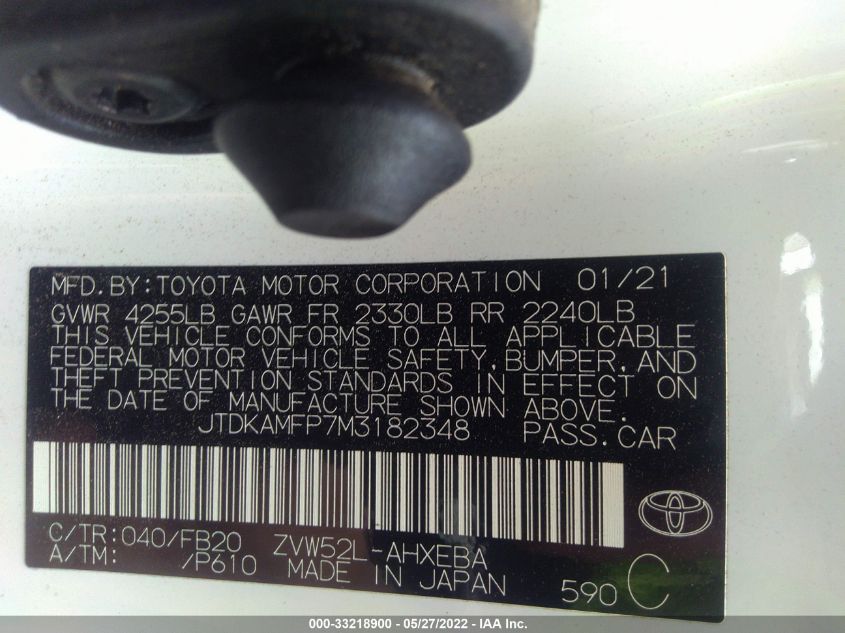 MFD.BY:TOYOTA MOTOR CORPORATION 01/21
GVWR 4255LB GAWR FR 2330LB RR 2240LB
THIS VEHICLE CONFORMS TO ALL APPLICABLE
FEDERAL MOTOR VEHICLE SAFETY,BUMPER,AND
THEFT PREVENTION STANDARDS IN EFFECT ON
THE DATE OF MANUFACTURE SHOWN ABOVE.
JTDKAMFP7M3182348 PASS.CAR
C/TR:040/FB20 ZVW52L-AHXEBA
A/TM: /P610 MADE IN JAPAN 590 C
000-33218900 - 05/27/2022 - IAA Inc.